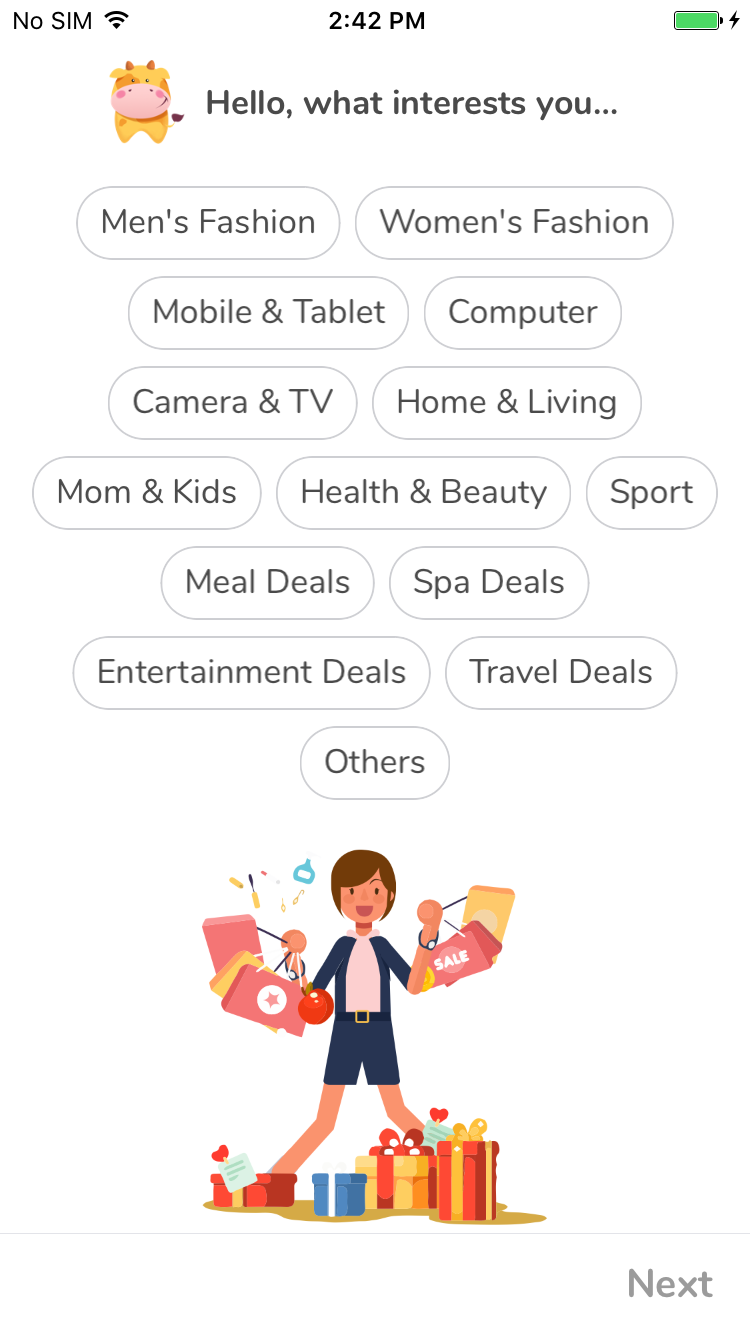 No SIM 2:42 PM
Hello, what interests you...
Men's Fashion Women's Fashion
Mobile & Tablet Computer
Camera & TV Home & Living
Mom & Kids Health & Beauty Sport
Meal Deals Spa Deals
Entertainment Deals Travel Deals
Others
SALE
Next